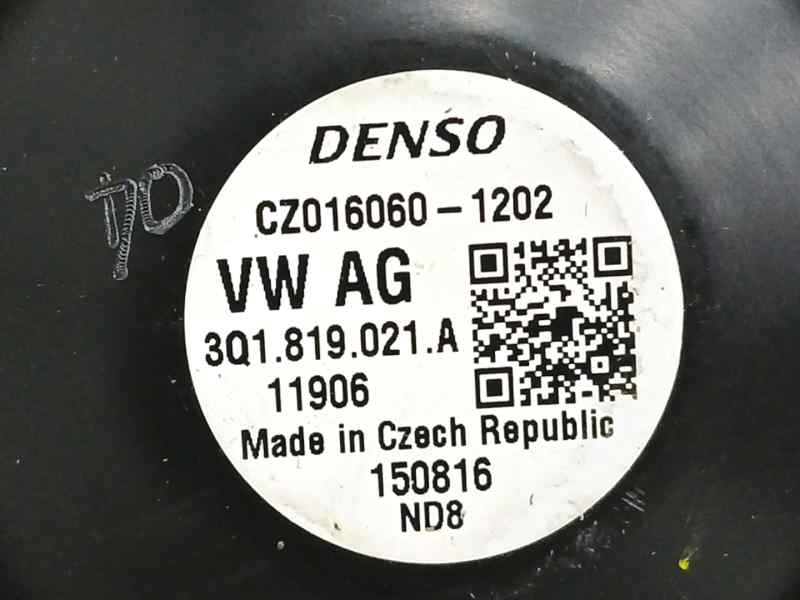 DENSO
CZ016060-1202
VW AG
3Q1.819.021.A
11906
Made in Czech Republic
150816
ND8